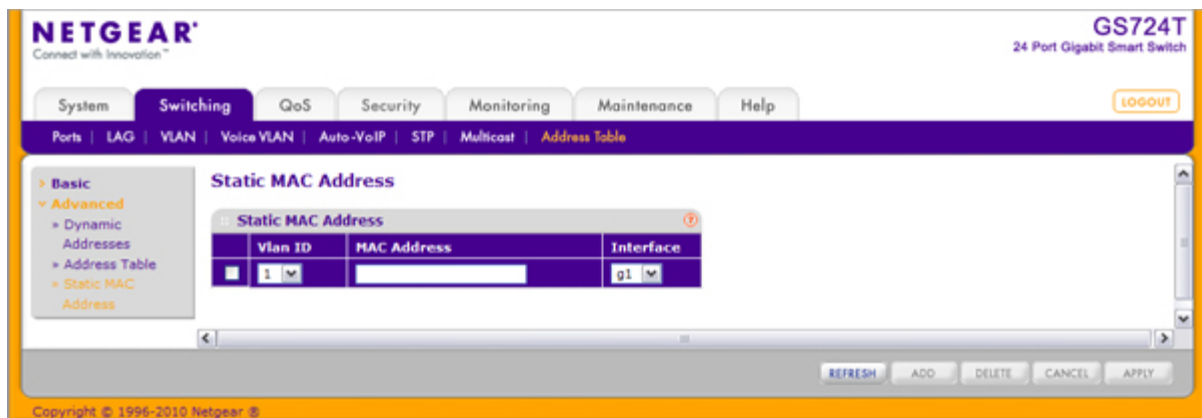 NETGEAR®
Connect with Innovation™
GS724T
24 Port Gigabit Smart Switch
System Switching QoS Security Monitoring Maintenance Help LOGOUT
Ports | LAG | VLAN | Voice VLAN | Auto-VoIP | STP | Multicast | Address Table
Basic
Advanced
» Dynamic
Addresses
» Address Table
» Static MAC
Address
Static MAC Address
Static MAC Address ?
Vlan ID MAC Address Interface
1 g1
REFRESH ADD DELETE CANCEL APPLY
Copyright © 1996-2010 Netgear ®